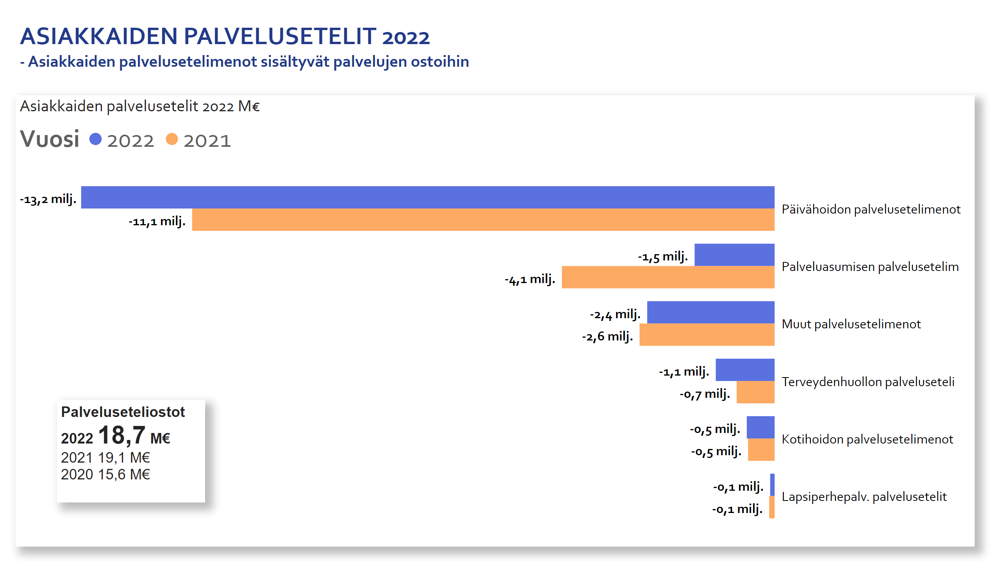 ASIAKKAIDEN PALVELUSETELIT 2022
- Asiakkaiden palvelusetelimenot sisältyvät palvelujen ostoihin
Asiakkaiden palvelusetelit 2022 M€
Vuosi 2022 2021
-13,2 milj.
-11,1 milj.
Päivähoidon palvelusetelimenot
-1,5 milj.
-4,1 milj.
Palveluasumisen palvelusetelim
-2,4 milj.
-2,6 milj.
Muut palvelusetelimenot
-1,1 milj.
-0,7 milj.
Terveydenhuollon palveluseteli
-0,5 milj.
-0,5 milj.
Kotihoidon palvelusetelimenot
-0,1 milj.
-0,1 milj.
Lapsiperhepalv. palvelusetelit
Palveluseteliostot
2022 18,7 M€
2021 19,1 M€
2020 15,6 M€